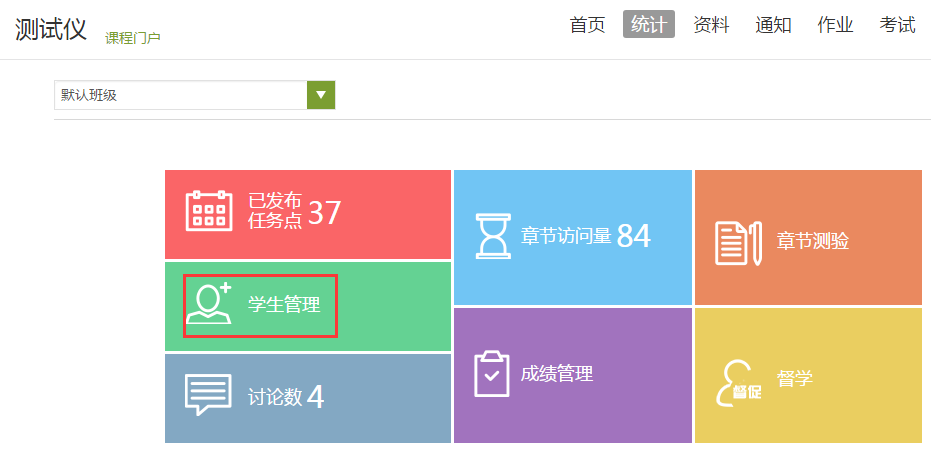 测试仪 课程门户 首页 统计 资料 通知 作业 考试
默认班级
已发布
任务点 37
章节访问量 84
章节测验
学生管理
成绩管理
督促 督学
讨论数 4